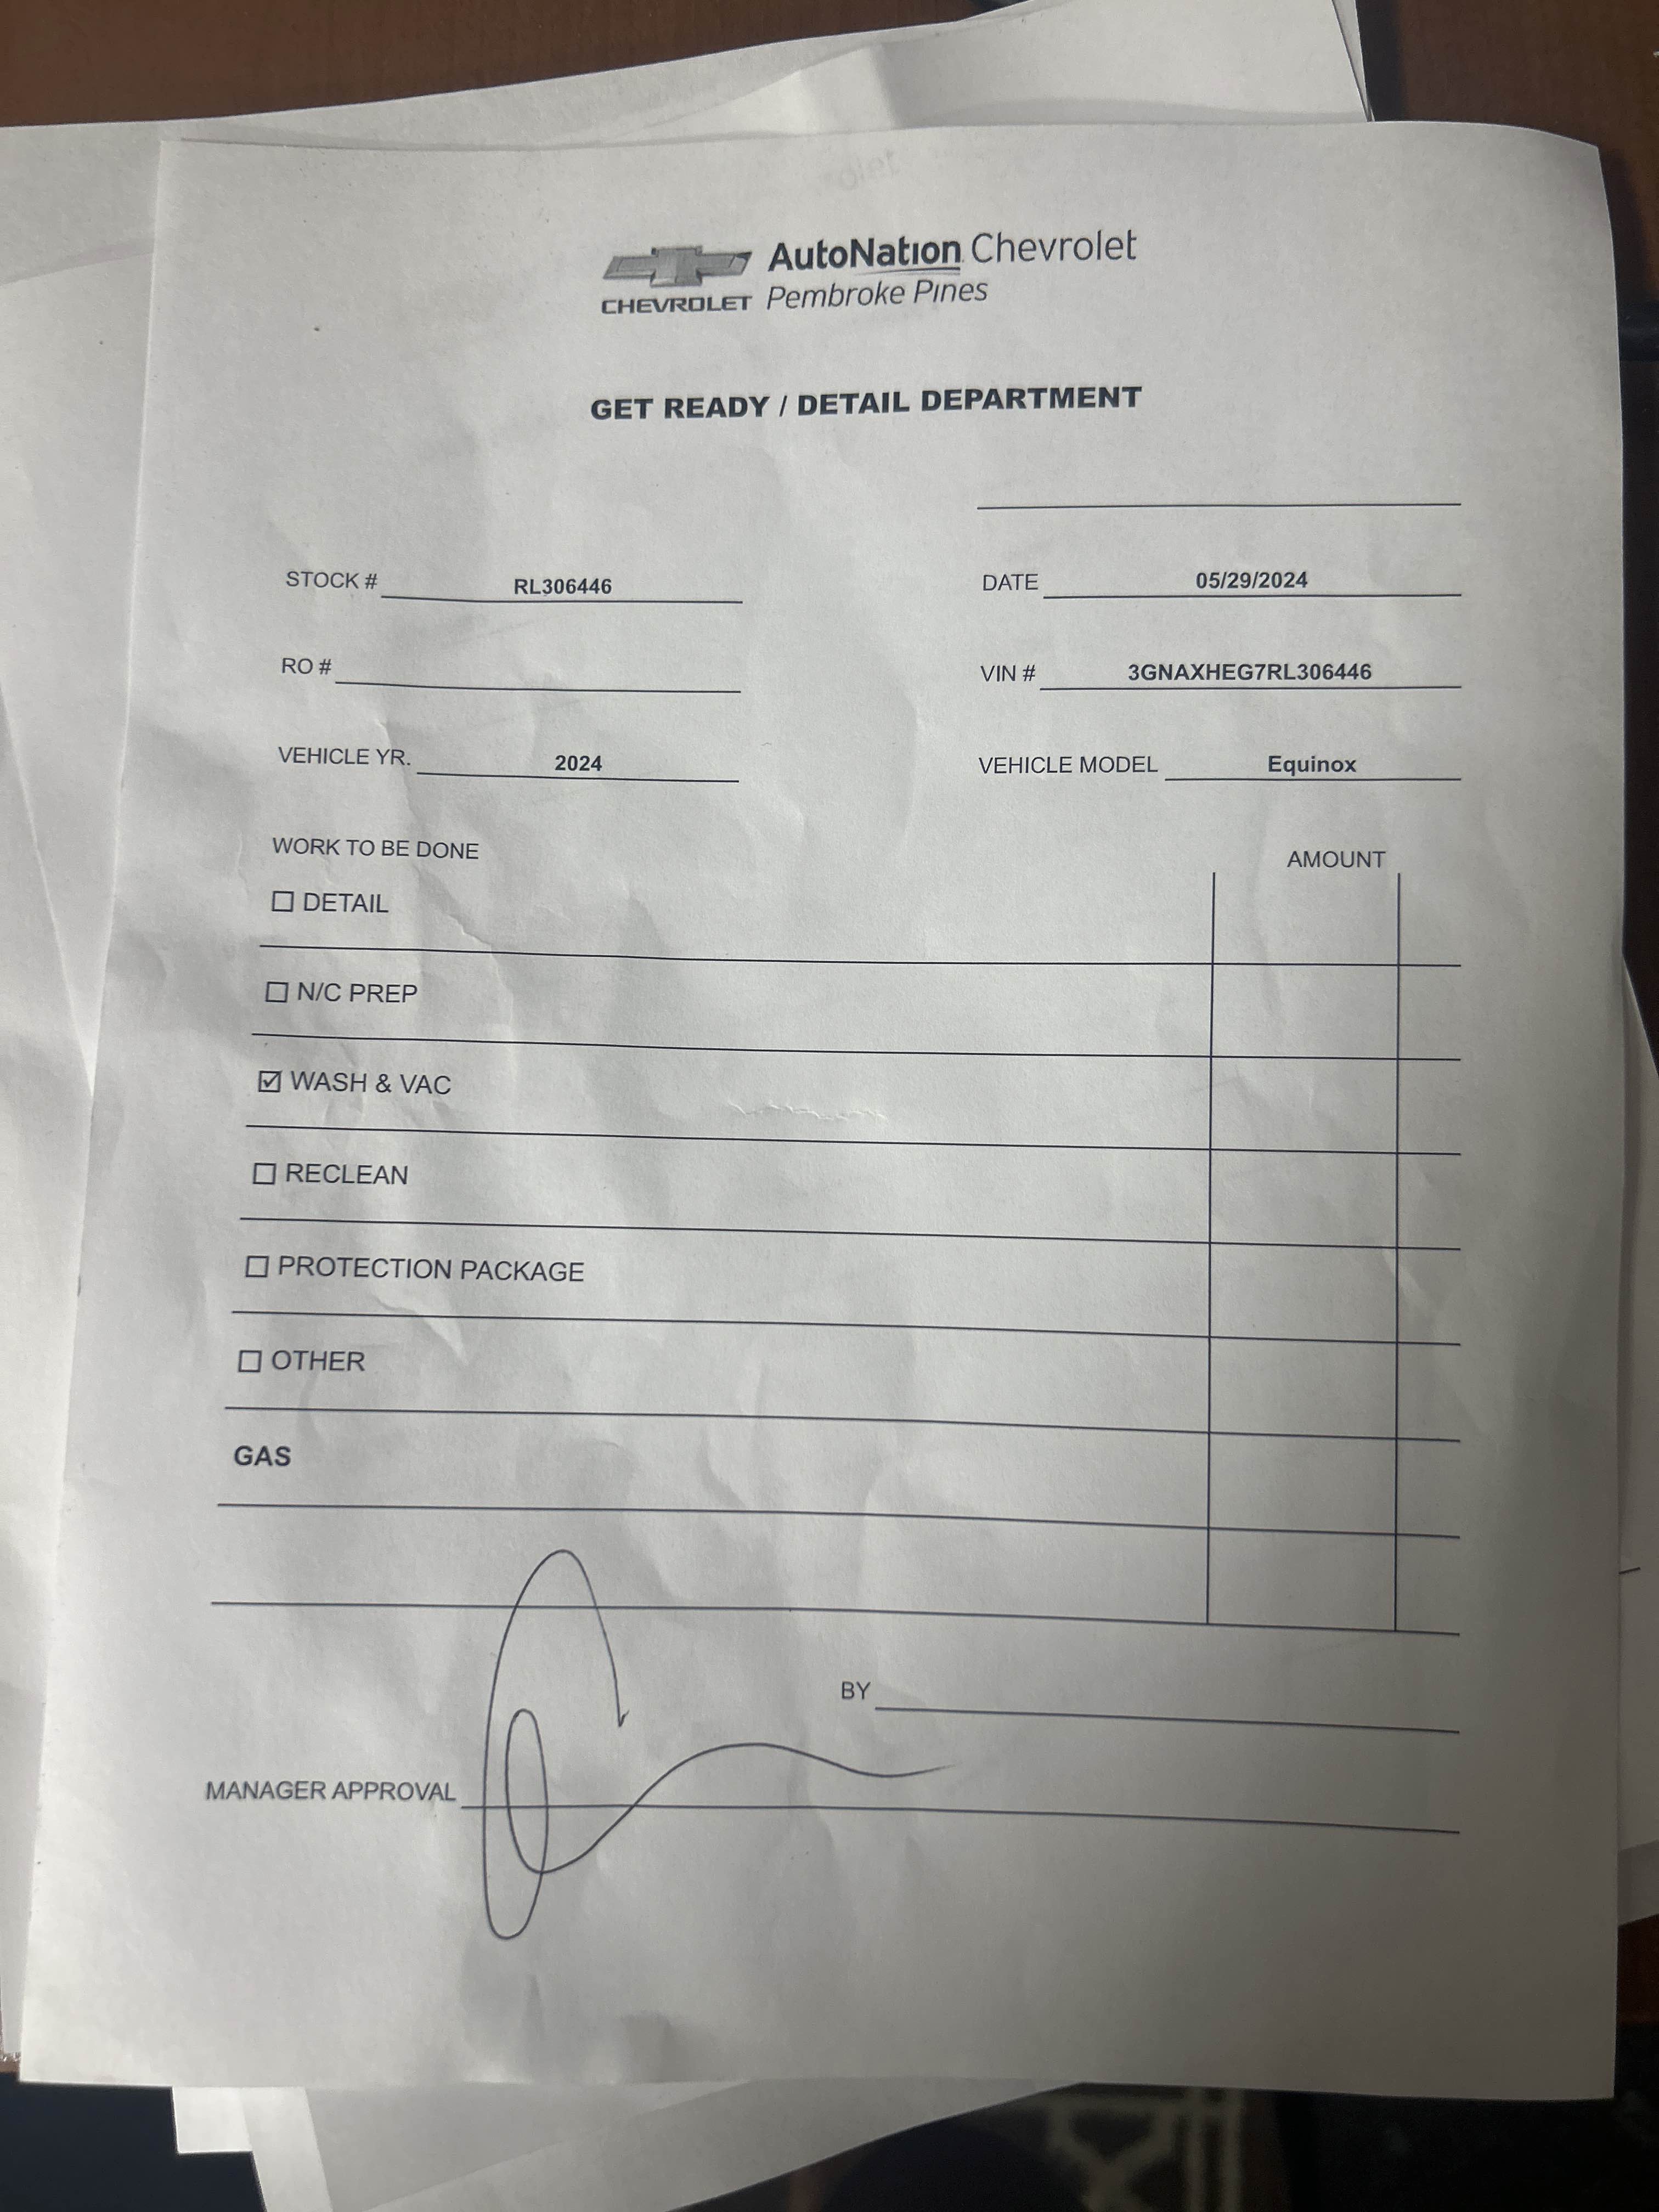 AutoNation Chevrolet
CHEVROLET Pembroke Pines
GET READY / DETAIL DEPARTMENT
STOCK # RL306446 DATE 05/29/2024
RO # VIN # 3GNAXHEG7RL306446
VEHICLE YR. 2024 VEHICLE MODEL Equinox
WORK TO BE DONE AMOUNT
☐ DETAIL
☐ N/C PREP
☑ WASH & VAC
☐ RECLEAN
☐ PROTECTION PACKAGE
☐ OTHER
GAS
BY
MANAGER APPROVAL